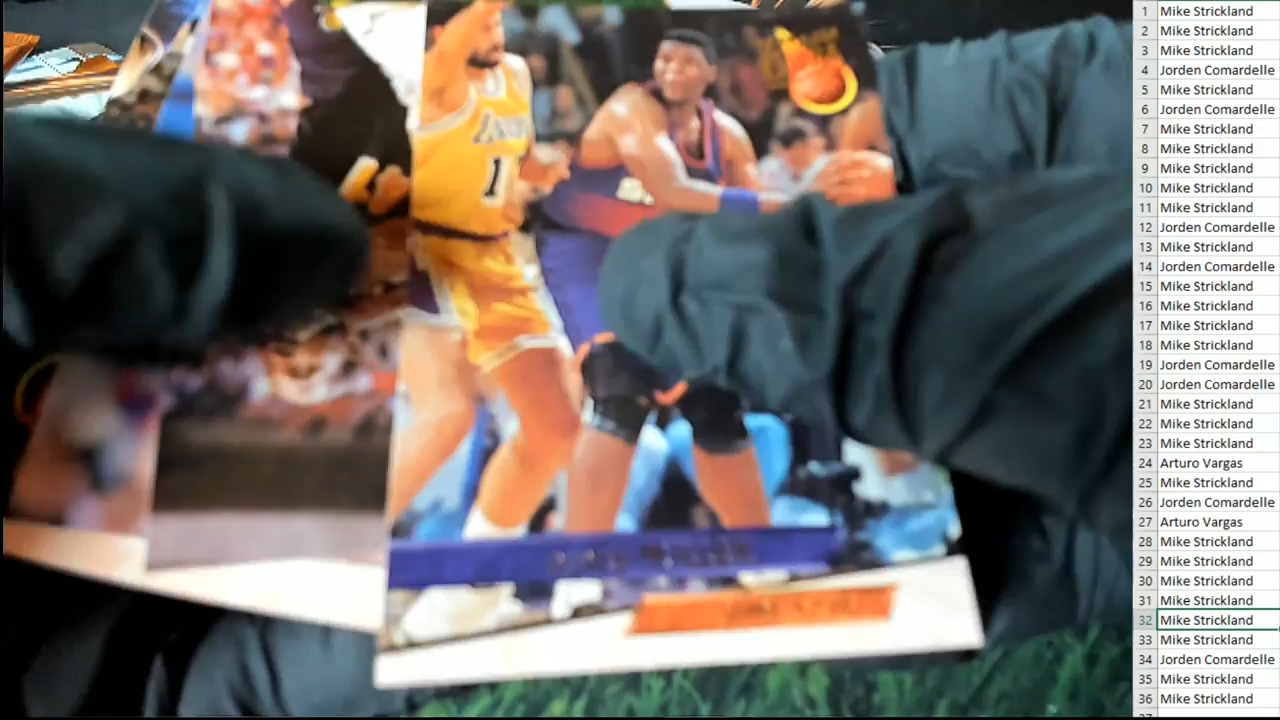 1 Mike Strickland
2 Mike Strickland
3 Mike Strickland
4 Jorden Comardelle
5 Mike Strickland
6 Jorden Comardelle
7 Mike Strickland
8 Mike Strickland
9 Mike Strickland
10 Mike Strickland
11 Mike Strickland
12 Jorden Comardelle
13 Mike Strickland
14 Jorden Comardelle
15 Mike Strickland
16 Mike Strickland
17 Mike Strickland
18 Mike Strickland
19 Jorden Comardelle
20 Jorden Comardelle
21 Mike Strickland
22 Mike Strickland
23 Mike Strickland
24 Arturo Vargas
25 Mike Strickland
26 Jorden Comardelle
27 Arturo Vargas
28 Mike Strickland
29 Mike Strickland
30 Mike Strickland
31 Mike Strickland
32 Mike Strickland
33 Mike Strickland
34 Jorden Comardelle
35 Mike Strickland
36 Mike Strickland
Lakers
1